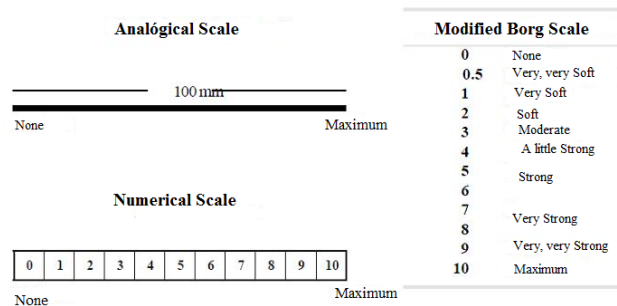 Analógical Scale
100 mm
None Maximum
Numerical Scale
0 1 2 3 4 5 6 7 8 9 10
None Maximum
Modified Borg Scale
0 None
0.5 Very, very Soft
1 Very Soft
2 Soft
3 Moderate
4 A little Strong
5 Strong
6
7 Very Strong
8
9 Very, very Strong
10 Maximum